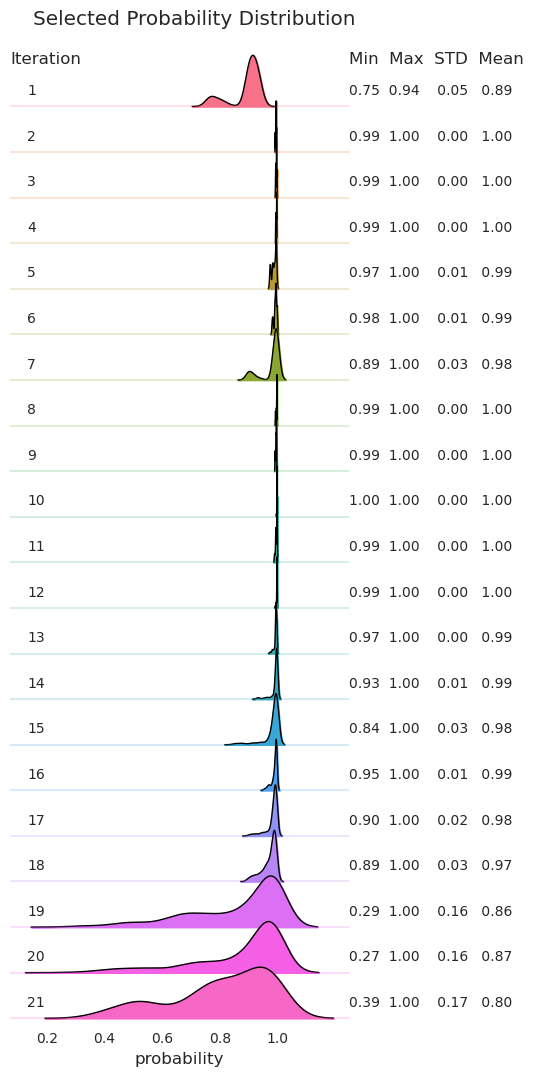 Selected Probability Distribution
Iteration Min Max STD Mean
1 0.75 0.94 0.05 0.89
2 0.99 1.00 0.00 1.00
3 0.99 1.00 0.00 1.00
4 0.99 1.00 0.00 1.00
5 0.97 1.00 0.01 0.99
6 0.98 1.00 0.01 0.99
7 0.89 1.00 0.03 0.98
8 0.99 1.00 0.00 1.00
9 0.99 1.00 0.00 1.00
10 1.00 1.00 0.00 1.00
11 0.99 1.00 0.00 1.00
12 0.99 1.00 0.00 1.00
13 0.97 1.00 0.00 0.99
14 0.93 1.00 0.01 0.99
15 0.84 1.00 0.03 0.98
16 0.95 1.00 0.01 0.99
17 0.90 1.00 0.02 0.98
18 0.89 1.00 0.03 0.97
19 0.29 1.00 0.16 0.86
20 0.27 1.00 0.16 0.87
21 0.39 1.00 0.17 0.80
0.2 0.4 0.6 0.8 1.0
probability